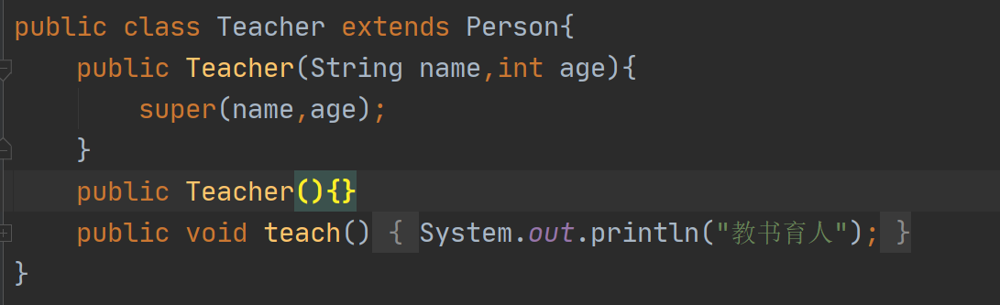 public class Teacher extends Person{
public Teacher(String name,int age){
super(name,age);
}
public Teacher(){}
public void teach() { System.out.println("教书育人"); }
}